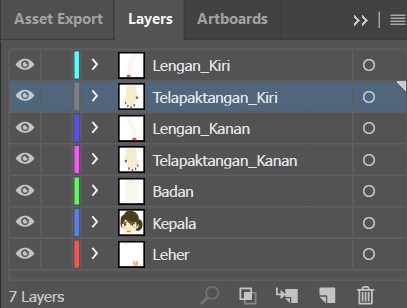 Asset Export Layers Artboards
Lengan_Kiri
Telapaktangan_Kiri
Lengan_Kanan
Telapaktangan_Kanan
Badan
Kepala
Leher
7 Layers